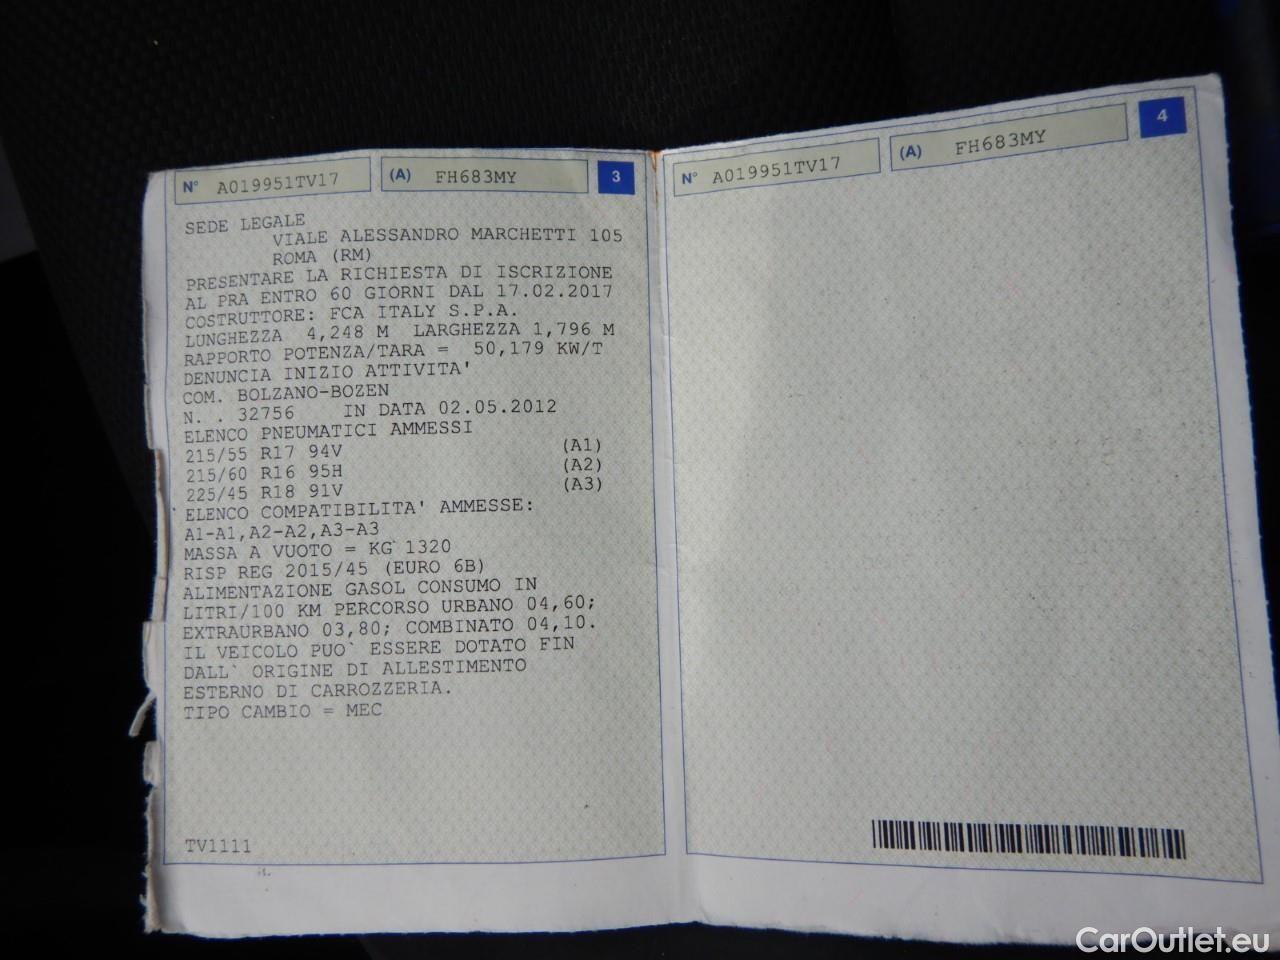 N° A019951TV17 (A) FH683MY 3
SEDE LEGALE
VIALE ALESSANDRO MARCHETTI 105
ROMA (RM)
PRESENTARE LA RICHIESTA DI ISCRIZIONE
AL PRA ENTRO 60 GIORNI DAL 17.02.2017
COSTRUTTORE: FCA ITALY S.P.A.
LUNGHEZZA 4,248 M LARGHEZZA 1,796 M
RAPPORTO POTENZA/TARA = 50,179 KW/T
DENUNCIA INIZIO ATTIVITA'
COM. BOLZANO-BOZEN
N. . 32756 IN DATA 02.05.2012
ELENCO PNEUMATICI AMMESSI
215/55 R17 94V (A1)
215/60 R16 95H (A2)
225/45 R18 91V (A3)
ELENCO COMPATIBILITA' AMMESSE:
A1-A1,A2-A2,A3-A3
MASSA A VUOTO = KG 1320
RISP REG 2015/45 (EURO 6B)
ALIMENTAZIONE GASOL CONSUMO IN
LITRI/100 KM PERCORSO URBANO 04,60;
EXTRAURBANO 03,80; COMBINATO 04,10.
IL VEICOLO PUO` ESSERE DOTATO FIN
DALL` ORIGINE DI ALLESTIMENTO
ESTERNO DI CARROZZERIA.
TIPO CAMBIO = MEC
TV1111
N° A019951TV17 (A) FH683MY 4
CarOutlet.eu